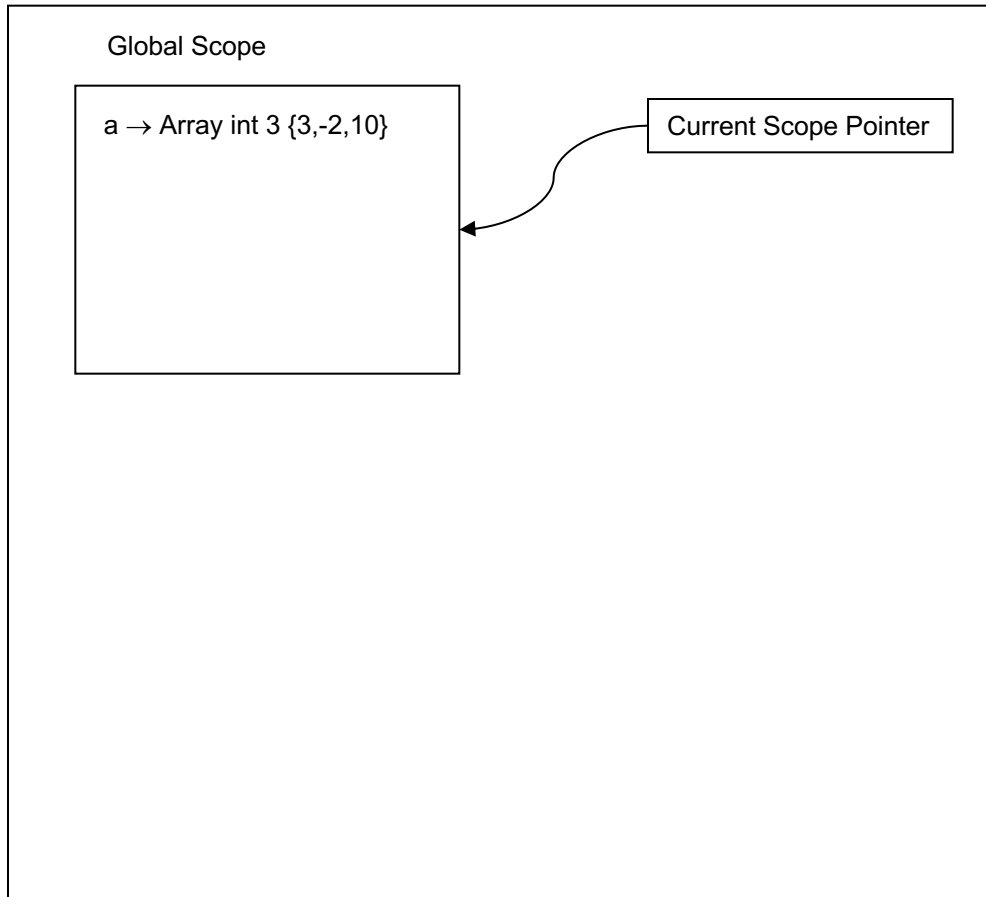 Global Scope
a → Array int 3 {3,-2,10}
Current Scope Pointer